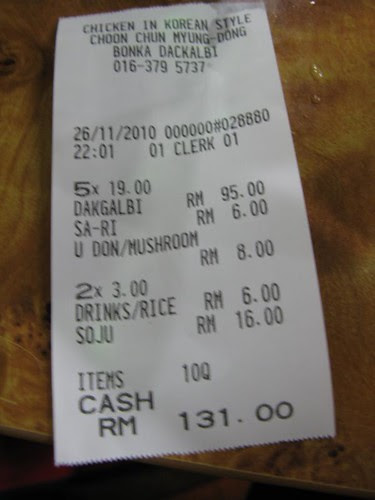 CHICKEN IN KOREAN STYLE
CHOON CHUN MYUNG-DONG
BONKA DACKALBI
016-379 5737
26/11/2010 000000#028880
22:01 01 CLERK 01
5x 19.00
DAKGALBI RM 95.00
SA-RI RM 6.00
U DON/MUSHROOM
RM 8.00
2x 3.00
DRINKS/RICE RM 6.00
SOJU RM 16.00
ITEMS 10Q
CASH
RM 131.00